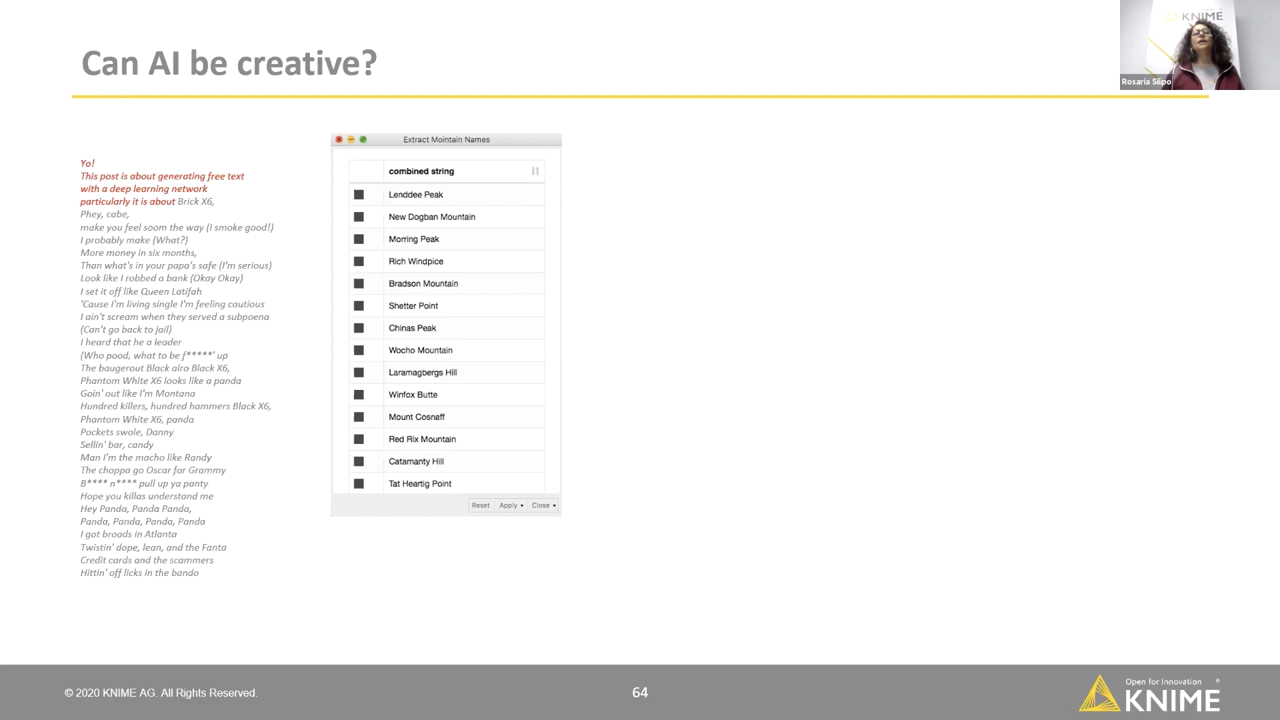 Can AI be creative?
KNIME
Rosaria Silipo
Yo!
This post is about generating free text
with a deep learning network
particularly it is about Brick X6,
Phey, cabe,
make you feel soom the way (I smoke good!)
I probably make (What?)
More money in six months,
Than what's in your papa's safe (I'm serious)
Look like I robbed a bank (Okay Okay)
I set it off like Queen Latifah
'Cause I'm living single I'm feeling cautious
I ain't scream when they served a subpoena
(Can't go back to jail)
I heard that he a leader
(Who pood, what to be f*****' up
The baugerout Black alro Black X6,
Phantom White X6 looks like a panda
Goin' out like I'm Montana
Hundred killers, hundred hammers Black X6,
Phantom White X6, panda
Pockets swole, Danny
Sellin' bar, candy
Man I'm the macho like Randy
The choppa go Oscar for Grammy
B**** n**** pull up ya panty
Hope you killas understand me
Hey Panda, Panda Panda,
Panda, Panda, Panda, Panda
I got broads in Atlanta
Twistin' dope, lean, and the Fanta
Credit cards and the scammers
Hittin' off licks in the bando
Extract Mointain Names
combined string
Lenddee Peak
New Dogban Mountain
Morring Peak
Rich Windpice
Bradson Mountain
Shetter Point
Chinas Peak
Wocho Mountain
Laramagbergs Hill
Winfox Butte
Mount Cosnaff
Red Rix Mountain
Catamanty Hill
Tat Heartig Point
Reset Apply Close
© 2020 KNIME AG. All Rights Reserved.
64
Open for Innovation
KNIME